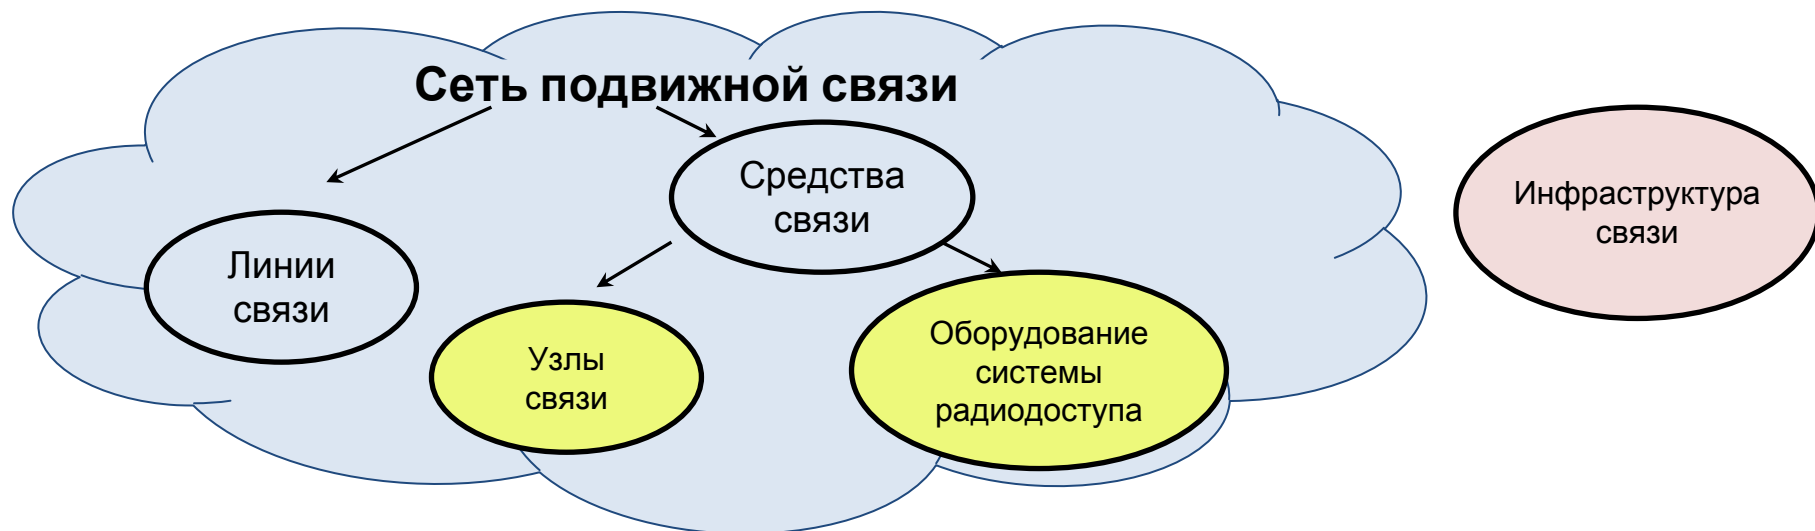 Сеть подвижной связи
Средства
связи
Инфраструктура
связи
Линии
связи
Узлы
связи
Оборудование
системы
радиодоступа